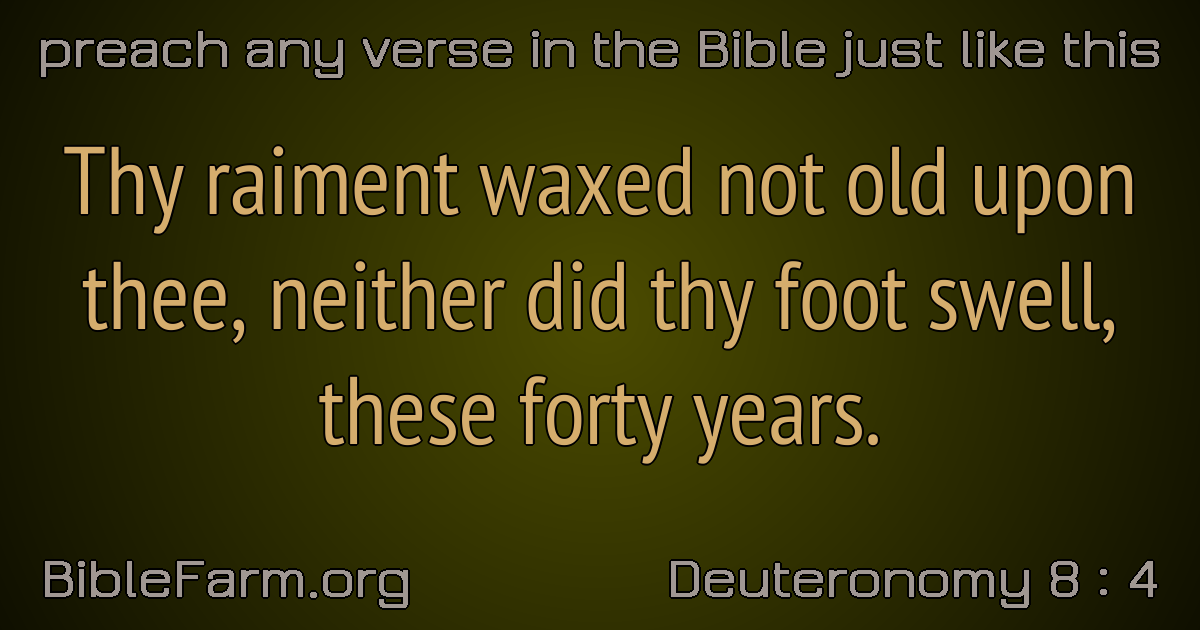 preach any verse in the Bible just like this
Thy raiment waxed not old upon
thee, neither did thy foot swell,
these forty years.
BibleFarm.org
Deuteronomy 8 : 4